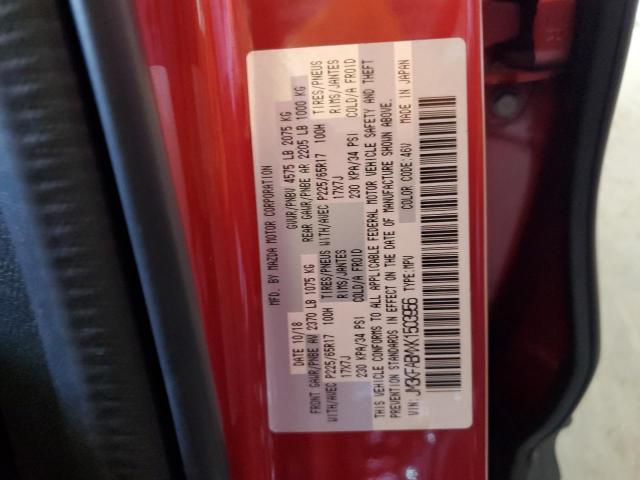 MFD. BY MAZDA MOTOR CORPORATION
DATE 10/18 GVWR/PNBV 4575 LB 2075 KG
FRONT GAWR/PNBE AV 2370 LB 1075 KG REAR GAWR/PNBE AR 2205 LB 1000 KG
WITH/AVEC P225/65R17 100H TIRES/PNEUS WITH/AVEC P225/65R17 100H TIRES/PNEUS
17X7J RIMS/JANTES 17X7J RIMS/JANTES
230 KPA/34 PSI COLD/A FROID 230 KPA/34 PSI COLD/A FROID
THIS VEHICLE CONFORMS TO ALL APPLICABLE FEDERAL MOTOR VEHICLE SAFETY AND THEFT
PREVENTION STANDARDS IN EFFECT ON THE DATE OF MANUFACTURE SHOWN ABOVE.
COLOR CODE:46V MADE IN JAPAN
VIN: TYPE:MPV